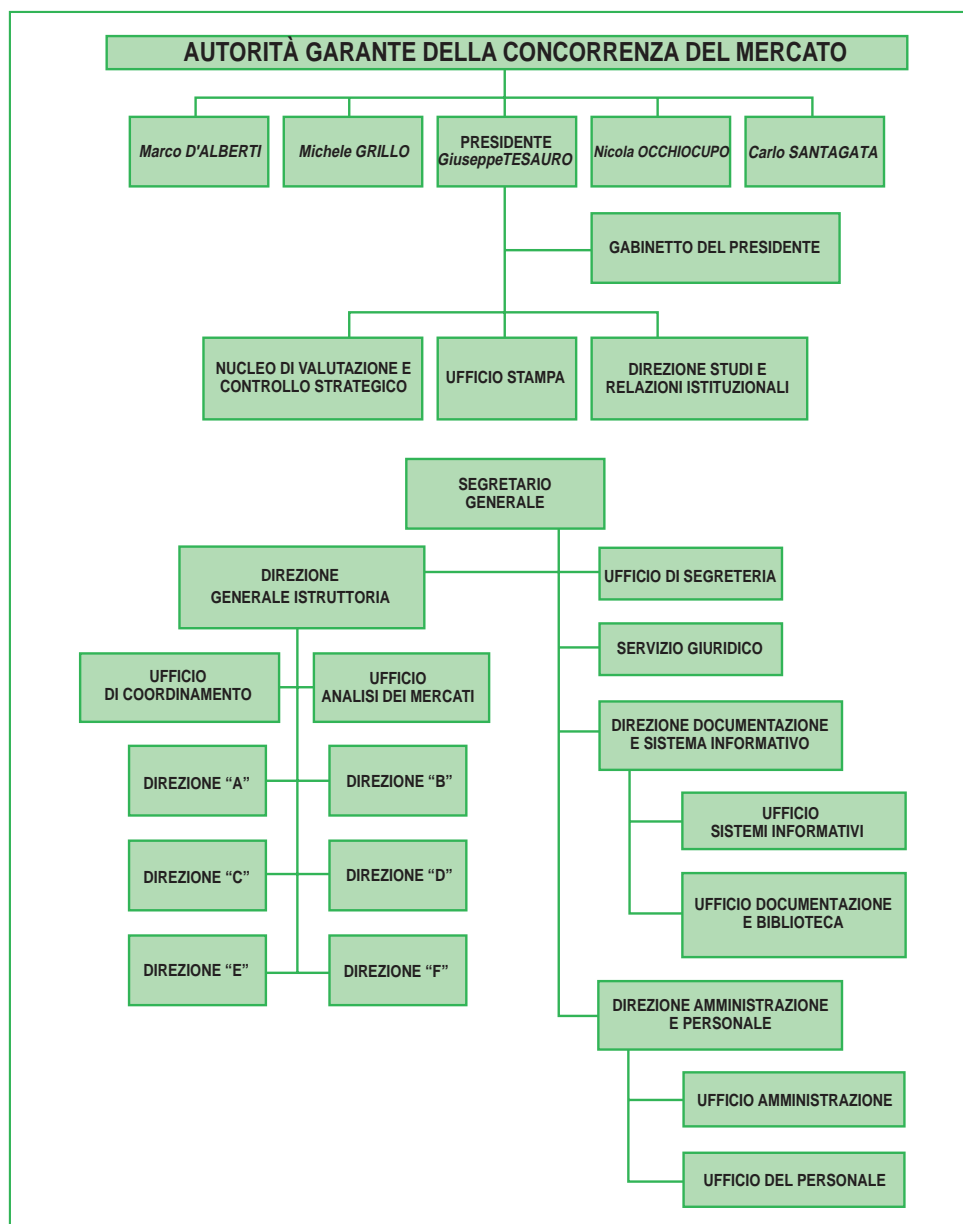 AUTORITÀ GARANTE DELLA CONCORRENZA DEL MERCATO
Marco D'ALBERTI
Michele GRILLO
PRESIDENTE
GiuseppeTESAURO
Nicola OCCHIOCUPO
Carlo SANTAGATA
GABINETTO DEL PRESIDENTE
NUCLEO DI VALUTAZIONE E
CONTROLLO STRATEGICO
UFFICIO STAMPA
DIREZIONE STUDI E
RELAZIONI ISTITUZIONALI
SEGRETARIO
GENERALE
DIREZIONE
GENERALE ISTRUTTORIA
UFFICIO DI SEGRETERIA
SERVIZIO GIURIDICO
UFFICIO
DI COORDINAMENTO
UFFICIO
ANALISI DEI MERCATI
DIREZIONE DOCUMENTAZIONE
E SISTEMA INFORMATIVO
DIREZIONE “A”
DIREZIONE “B”
UFFICIO
SISTEMI INFORMATIVI
DIREZIONE “C”
DIREZIONE “D”
UFFICIO DOCUMENTAZIONE
E BIBLIOTECA
DIREZIONE “E”
DIREZIONE “F”
DIREZIONE AMMINISTRAZIONE
E PERSONALE
UFFICIO AMMINISTRAZIONE
UFFICIO DEL PERSONALE